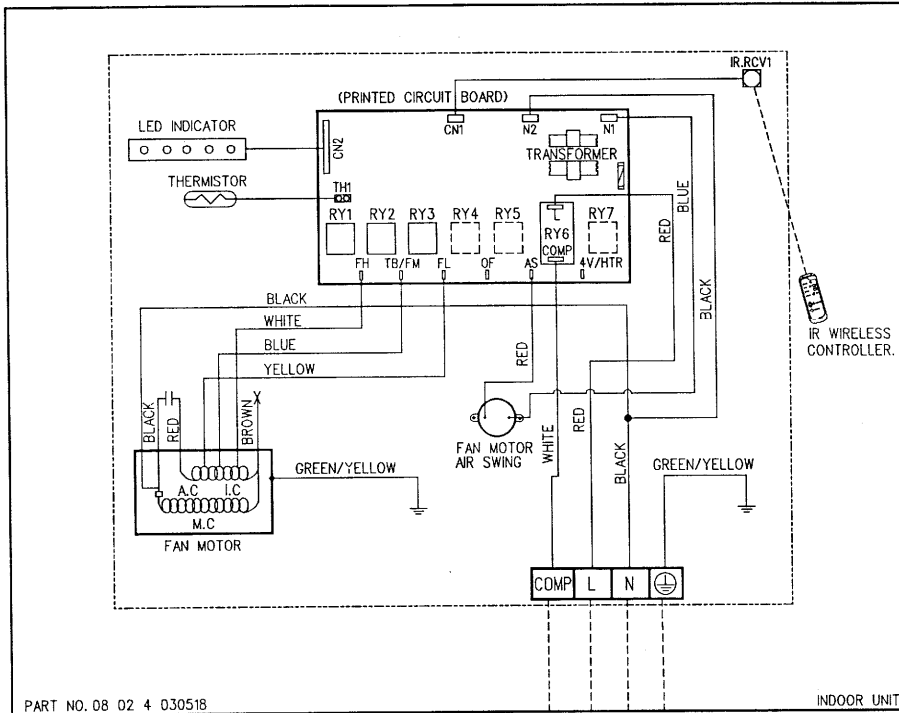 IR.RCV1
(PRINTED CIRCUIT BOARD)
LED INDICATOR
CN1
N2
N1
CN2
TRANSFORMER
THERMISTOR
TH1
BLUE
RED
RY1
RY2
RY3
RY4
RY5
RY6
COMP
RY7
FH
TB/FM
FL
OF
AS
4V/HTR
BLACK
BLACK
WHITE
BLUE
YELLOW
RED
IR WIRELESS
CONTROLLER.
BLACK
RED
BROWN
FAN MOTOR
AIR SWING
WHITE
RED
BLACK
GREEN/YELLOW
GREEN/YELLOW
A.C
I.C
M.C
FAN MOTOR
COMP
L
N
PART NO. 08 02 4 030518
INDOOR UNIT